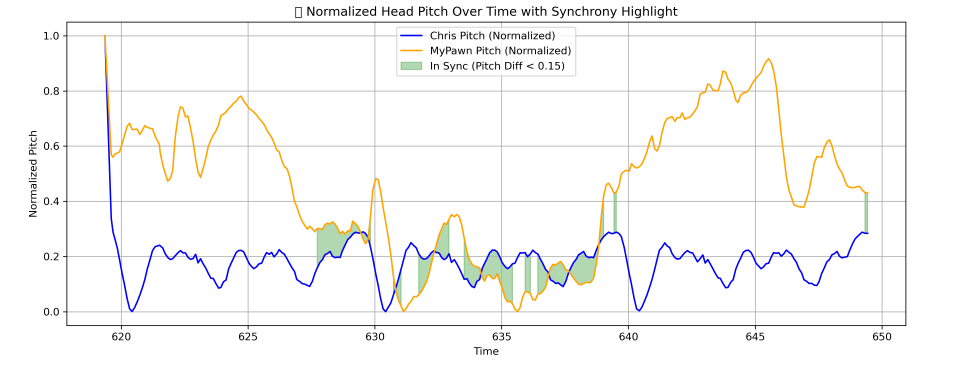 ▯ Normalized Head Pitch Over Time with Synchrony Highlight
Chris Pitch (Normalized)
MyPawn Pitch (Normalized)
In Sync (Pitch Diff < 0.15)
Normalized Pitch
1.0
0.8
0.6
0.4
0.2
0.0
620 625 630 635 640 645 650
Time